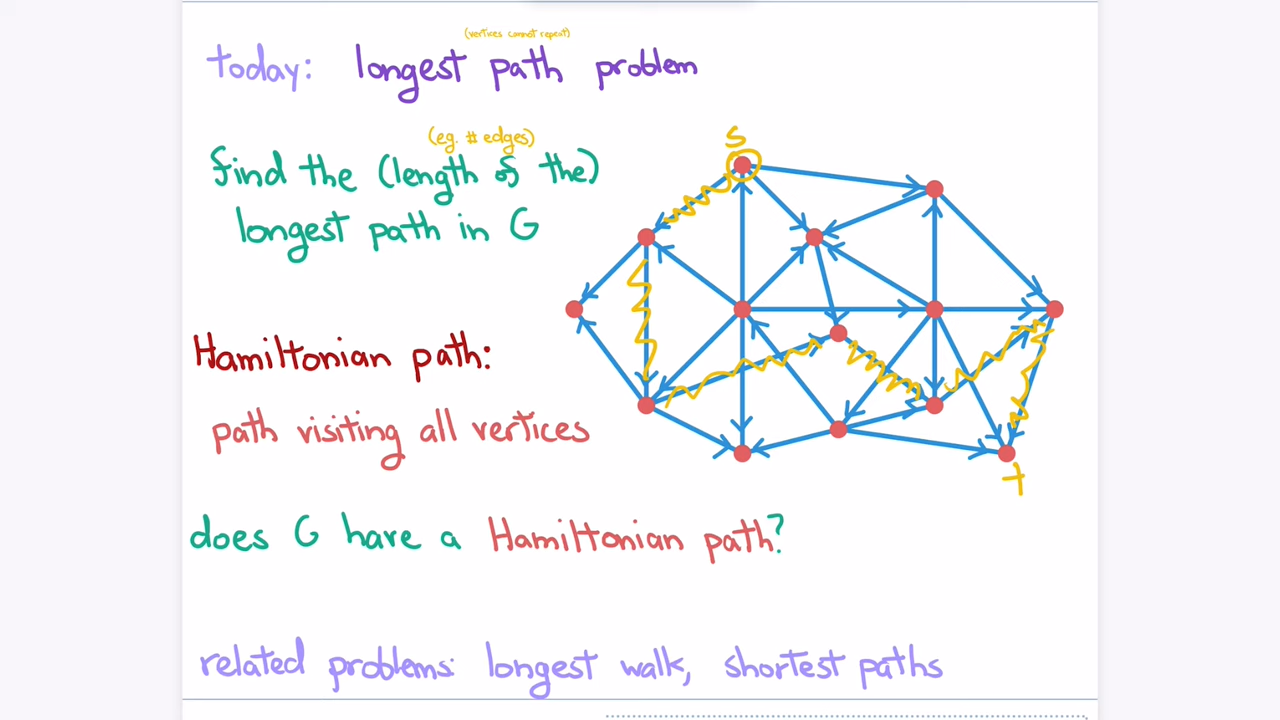 (vertices cannot repeat)
today: longest path problem
(eg. # edges)
find the (length of the)
longest path in G
s
Hamiltonian path:
path visiting all vertices
t
does G have a Hamiltonian path?
related problems: longest walk, shortest paths